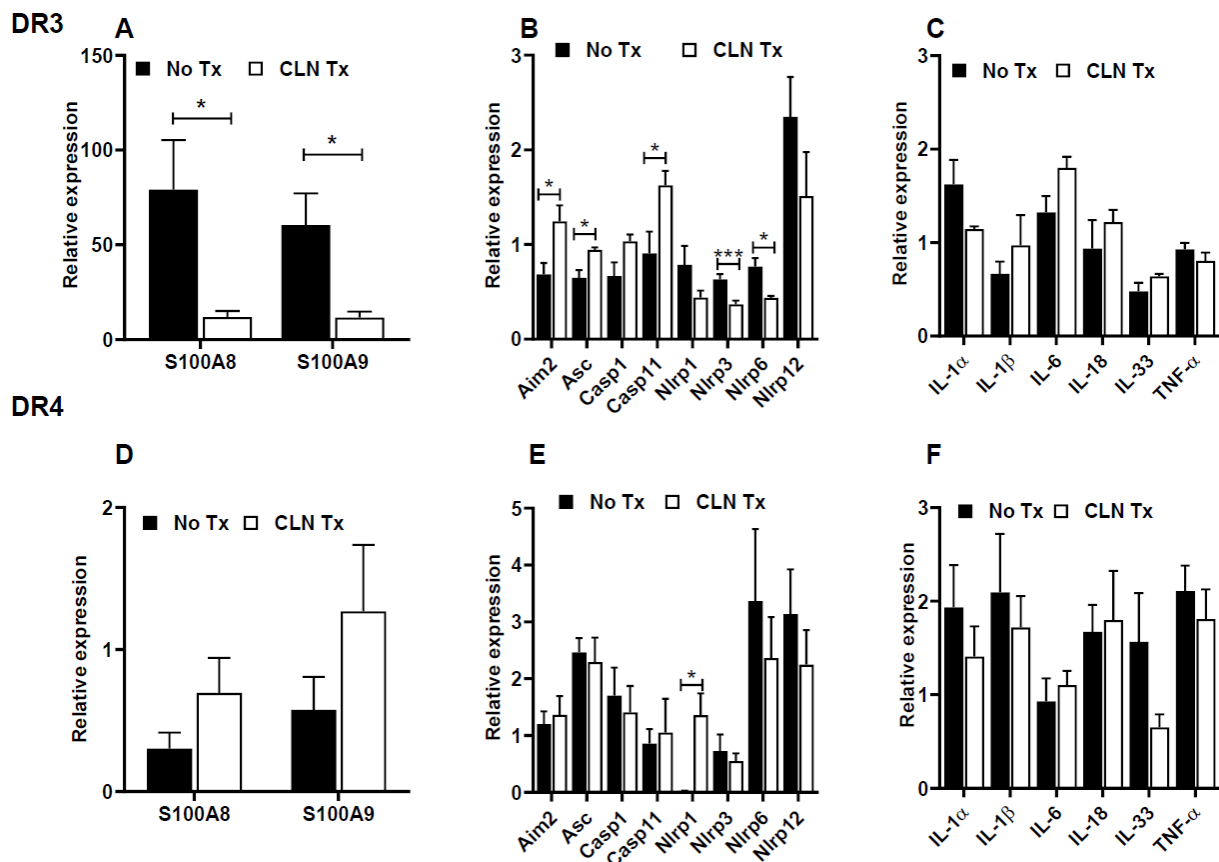 DR3
A
150
100
50
0
Relative expression
No Tx CLN Tx
*
*
S100A8 S100A9
B
3
2
1
0
Relative expression
No Tx CLN Tx
*
*
*
***
*
Aim2 Asc Casp1 Casp11 Nlrp1 Nlrp3 Nlrp6 Nlrp12
C
3
2
1
0
Relative expression
No Tx CLN Tx
IL-1α IL-1β IL-6 IL-18 IL-33 TNF-α
DR4
D
2
1
0
Relative expression
No Tx CLN Tx
S100A8 S100A9
E
5
4
3
2
1
0
Relative expression
No Tx CLN Tx
*
Aim2 Asc Casp1 Casp11 Nlrp1 Nlrp3 Nlrp6 Nlrp12
F
3
2
1
0
Relative expression
No Tx CLN Tx
IL-1α IL-1β IL-6 IL-18 IL-33 TNF-α